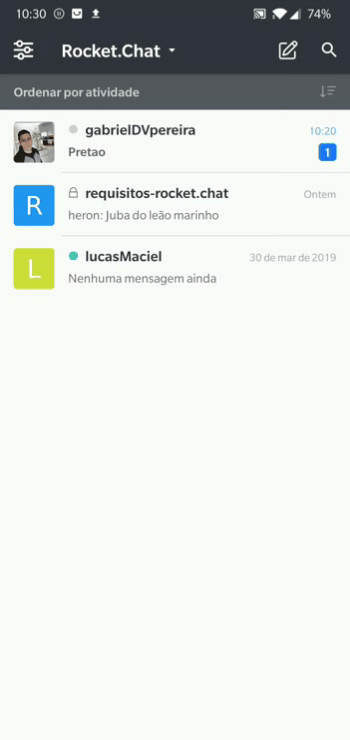 10:30 74%
Rocket.Chat
Ordenar por atividade
gabrielDVpereira 10:20
Pretao 1
R requisitos-rocket.chat Ontem
heron: Juba do leão marinho
L lucasMaciel 30 de mar de 2019
Nenhuma mensagem ainda